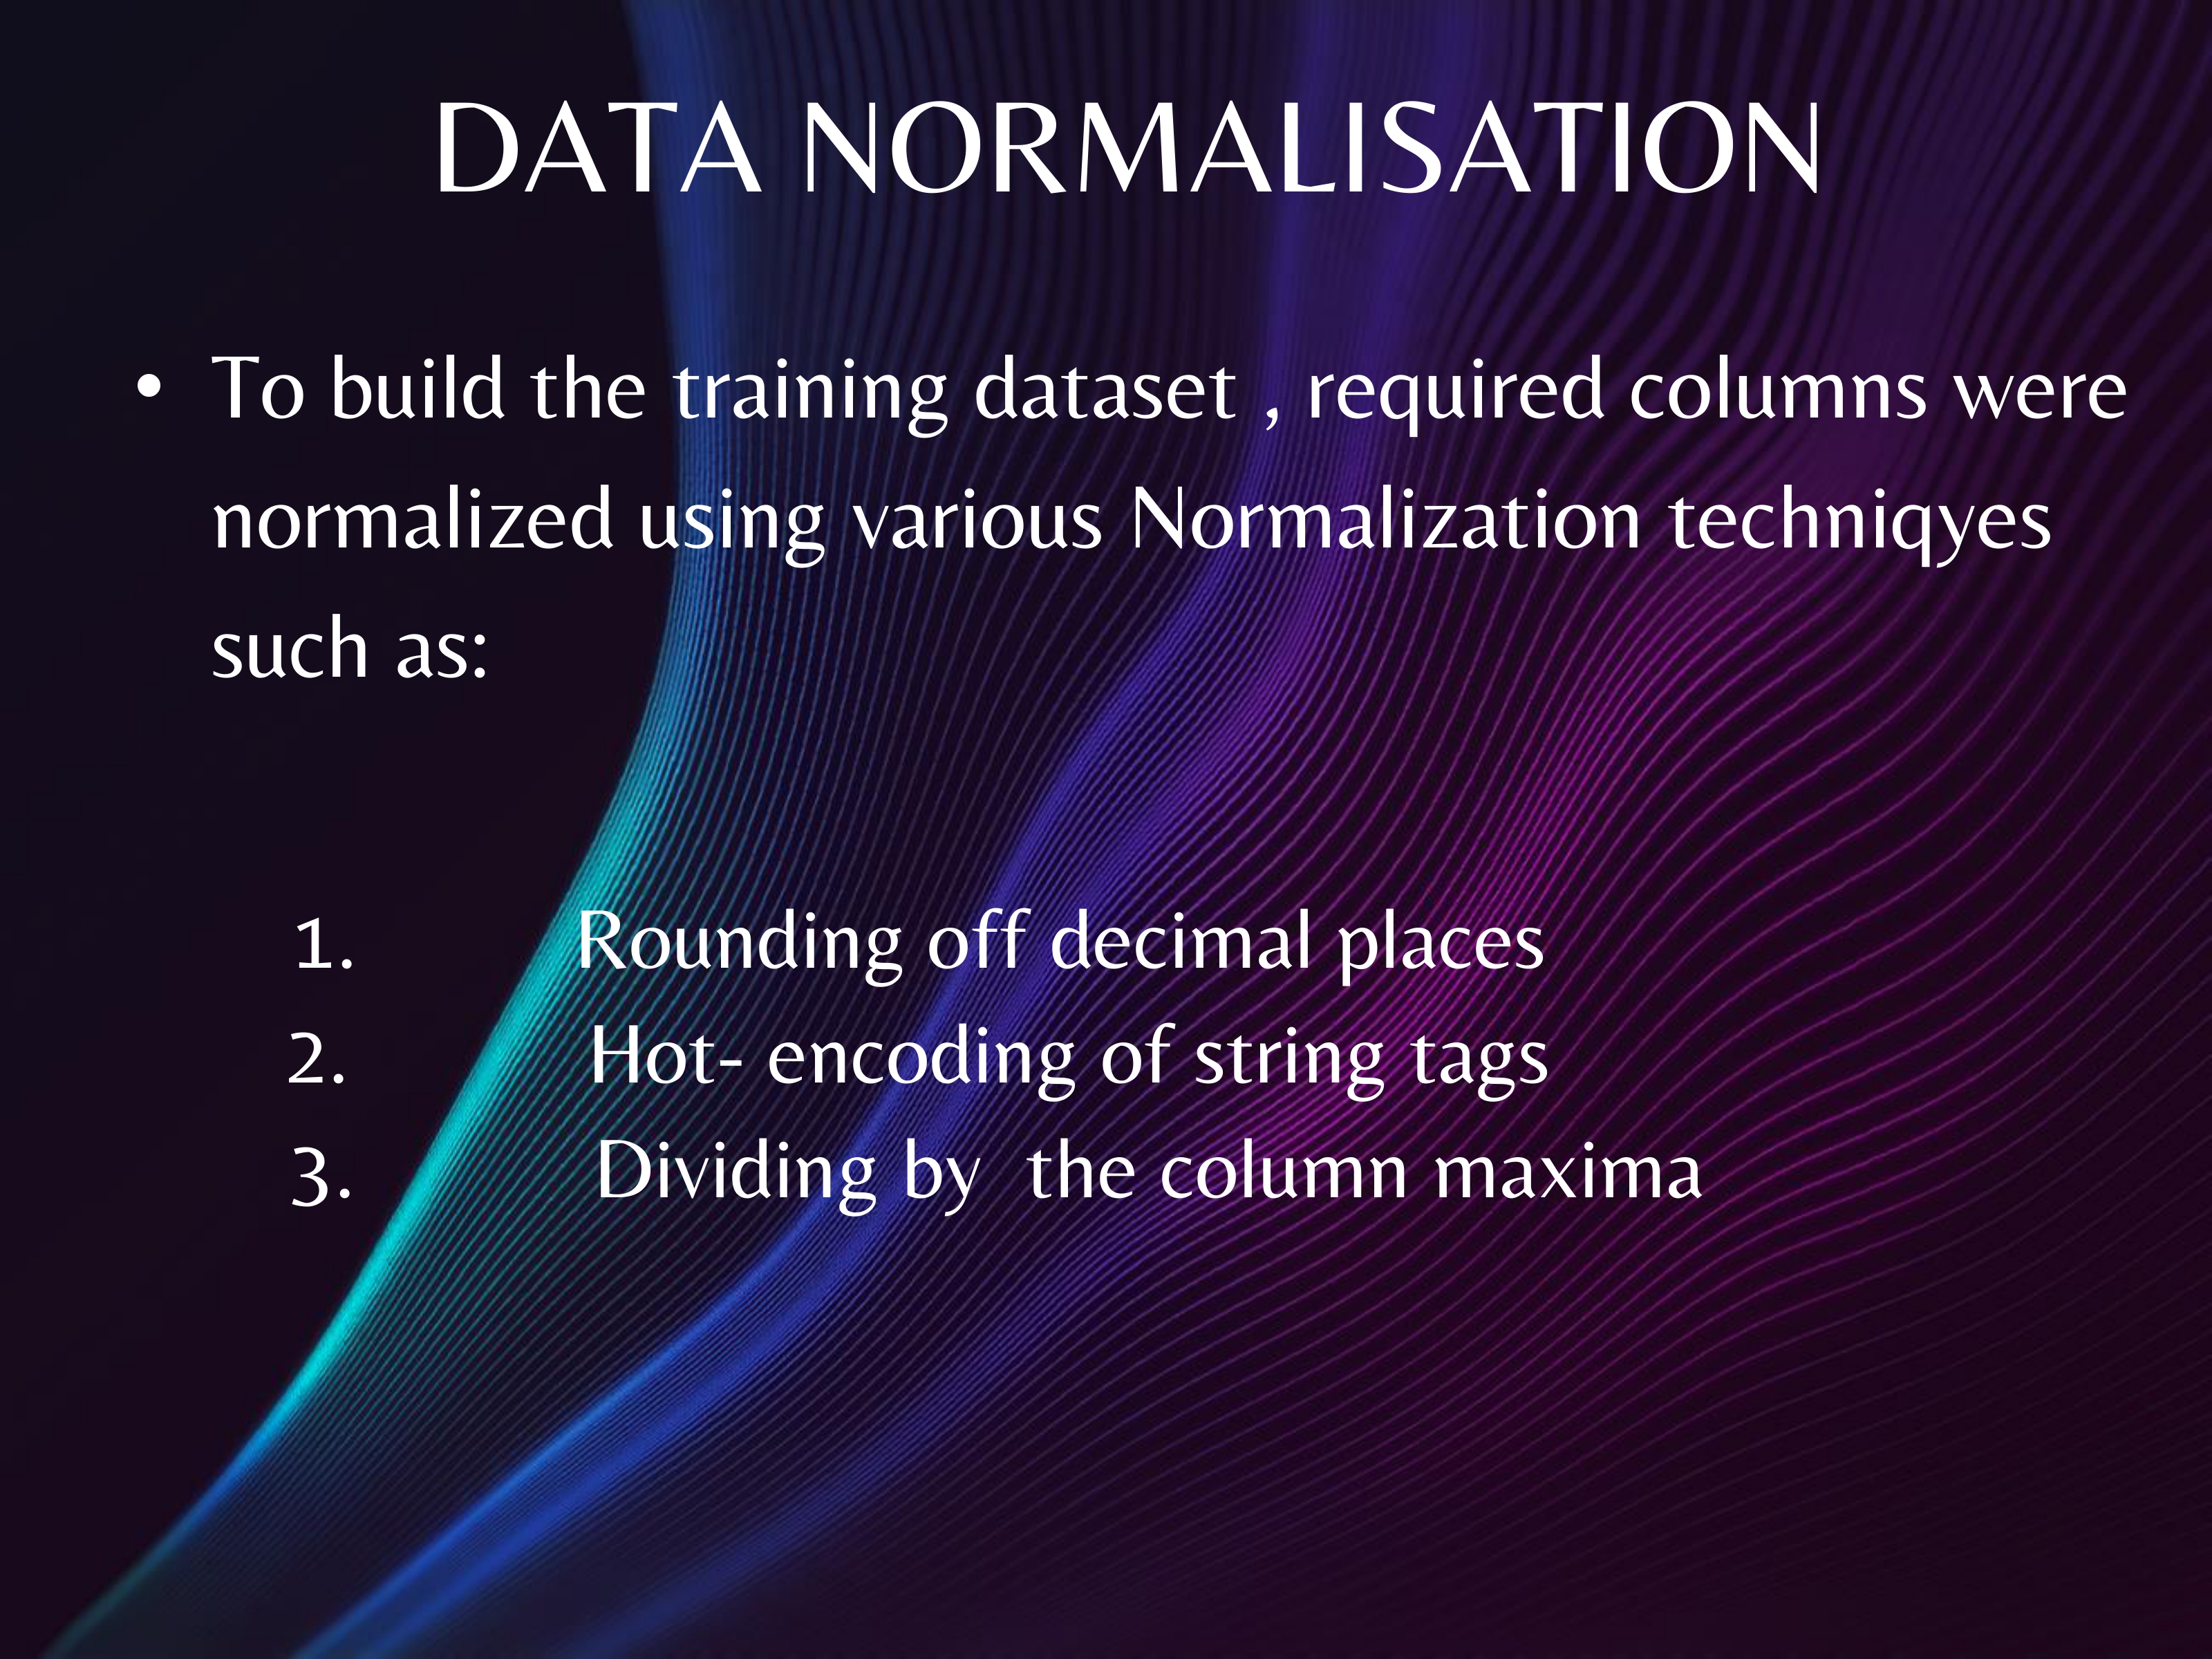 DATA NORMALISATION
• To build the training dataset , required columns were
normalized using various Normalization techniqyes
such as:
1. Rounding off decimal places
2. Hot- encoding of string tags
3. Dividing by  the column maxima